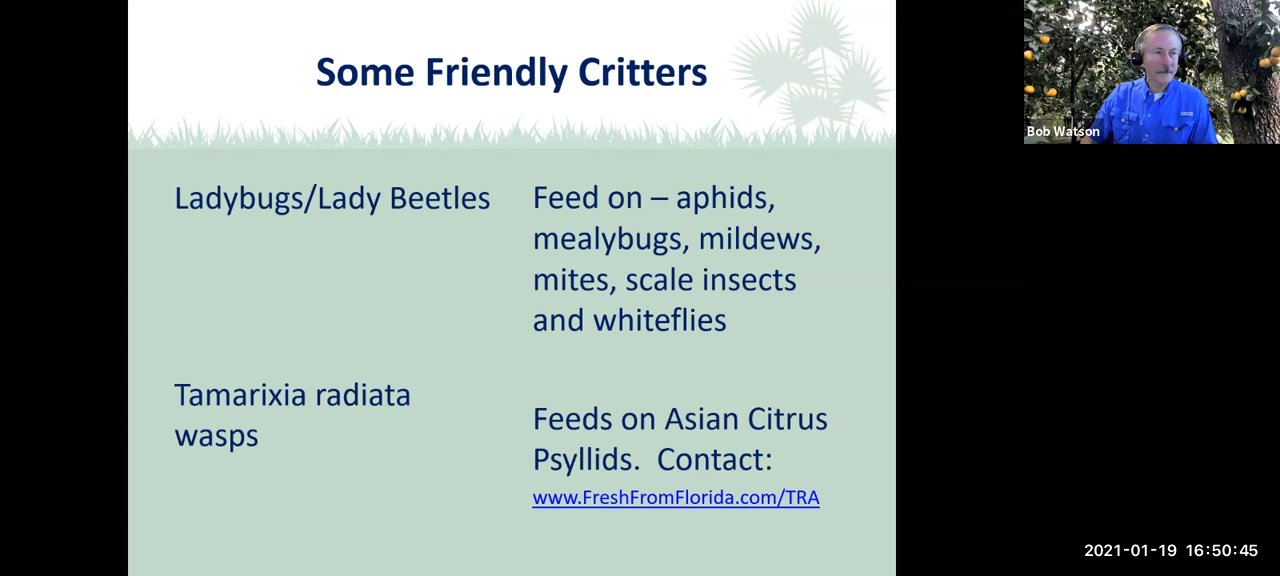 Some Friendly Critters
Bob Watson
Ladybugs/Lady Beetles
Feed on – aphids,
mealybugs, mildews,
mites, scale insects
and whiteflies
Tamarixia radiata
wasps
Feeds on Asian Citrus
Psyllids.  Contact:
www.FreshFromFlorida.com/TRA
2021-01-19  16:50:45